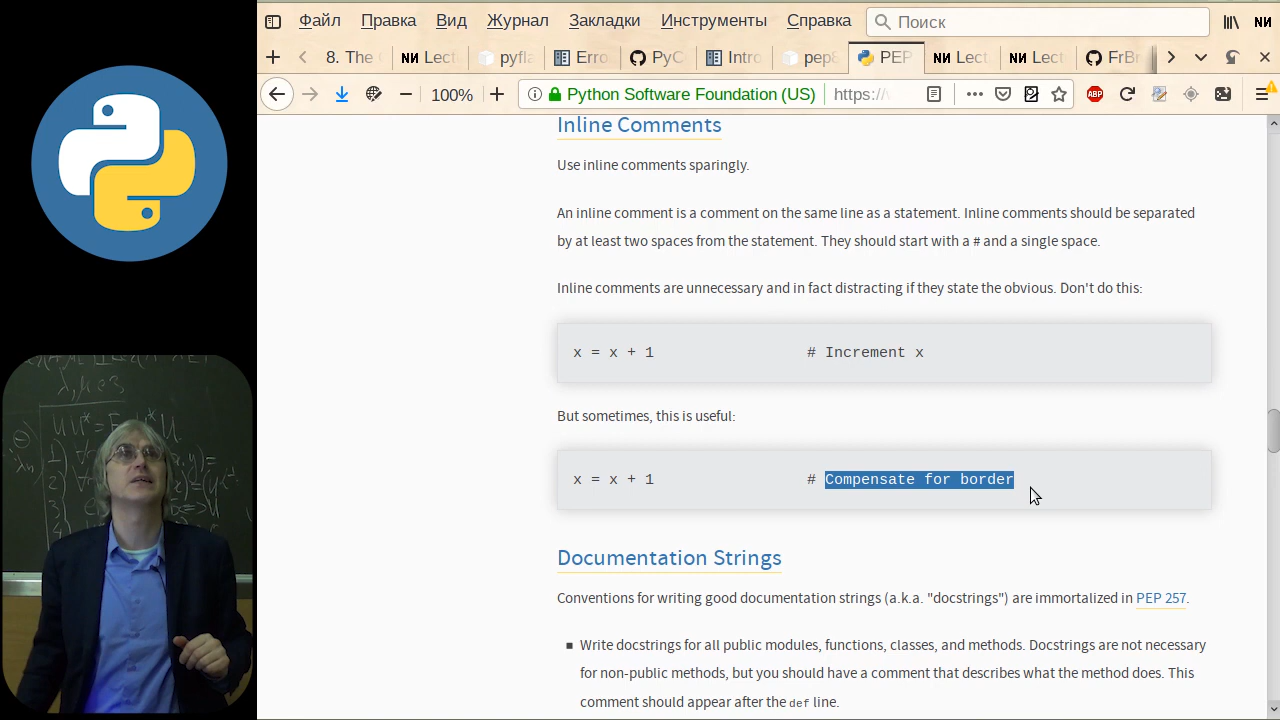 Файл Правка Вид Журнал Закладки Инструменты Справка Поиск
8. The Lect pyfla Erro PyC Intro pep8 PEP Lect Lect FrBr
100% Python Software Foundation (US) https://
Inline Comments
Use inline comments sparingly.
An inline comment is a comment on the same line as a statement. Inline comments should be separated
by at least two spaces from the statement. They should start with a # and a single space.
Inline comments are unnecessary and in fact distracting if they state the obvious. Don't do this:
x = x + 1 # Increment x
But sometimes, this is useful:
x = x + 1 # Compensate for border
Documentation Strings
Conventions for writing good documentation strings (a.k.a. "docstrings") are immortalized in PEP 257.
Write docstrings for all public modules, functions, classes, and methods. Docstrings are not necessary
for non-public methods, but you should have a comment that describes what the method does. This
comment should appear after the def line.